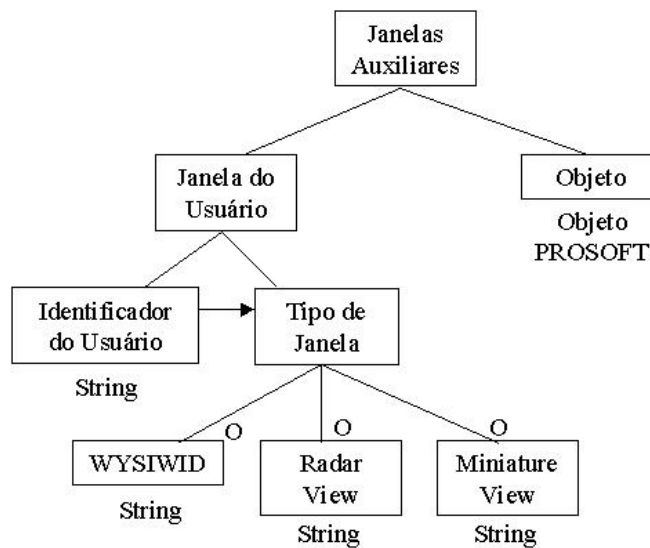 Janelas
Auxiliares
Janela do
Usuário
Objeto
Objeto
PROSOFT
Identificador
do Usuário
Tipo de
Janela
String
O
O
O
WYSIWID
Radar
View
Miniature
View
String
String
String